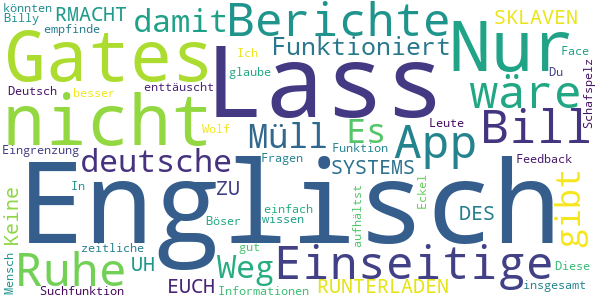 könnten
Billy
RMACHT
damit
Berichte
Nur
SKLAVEN
empfinde
Gates
Lass
Funktioniert
Ich
Face
Du
Deutsch
besser
enttäuscht
glaube
wäre
Schafspelz
nicht
Wolf
Müll
Es
App
Bill
Leute
Eingrenzung
deutsche
Fragen
Funktion
SYSTEMS
Feedback
In
ZU
Eckel
gibt
Englisch
Keine
Böser
einfach
wissen
aufhältst
DES
zeitliche
gut
Mensch
Ruhe
UH
Weg
Einseitige
Diese
Suchfunktion
EUCH
Informationen
RUNTERLADEN
insgesamt